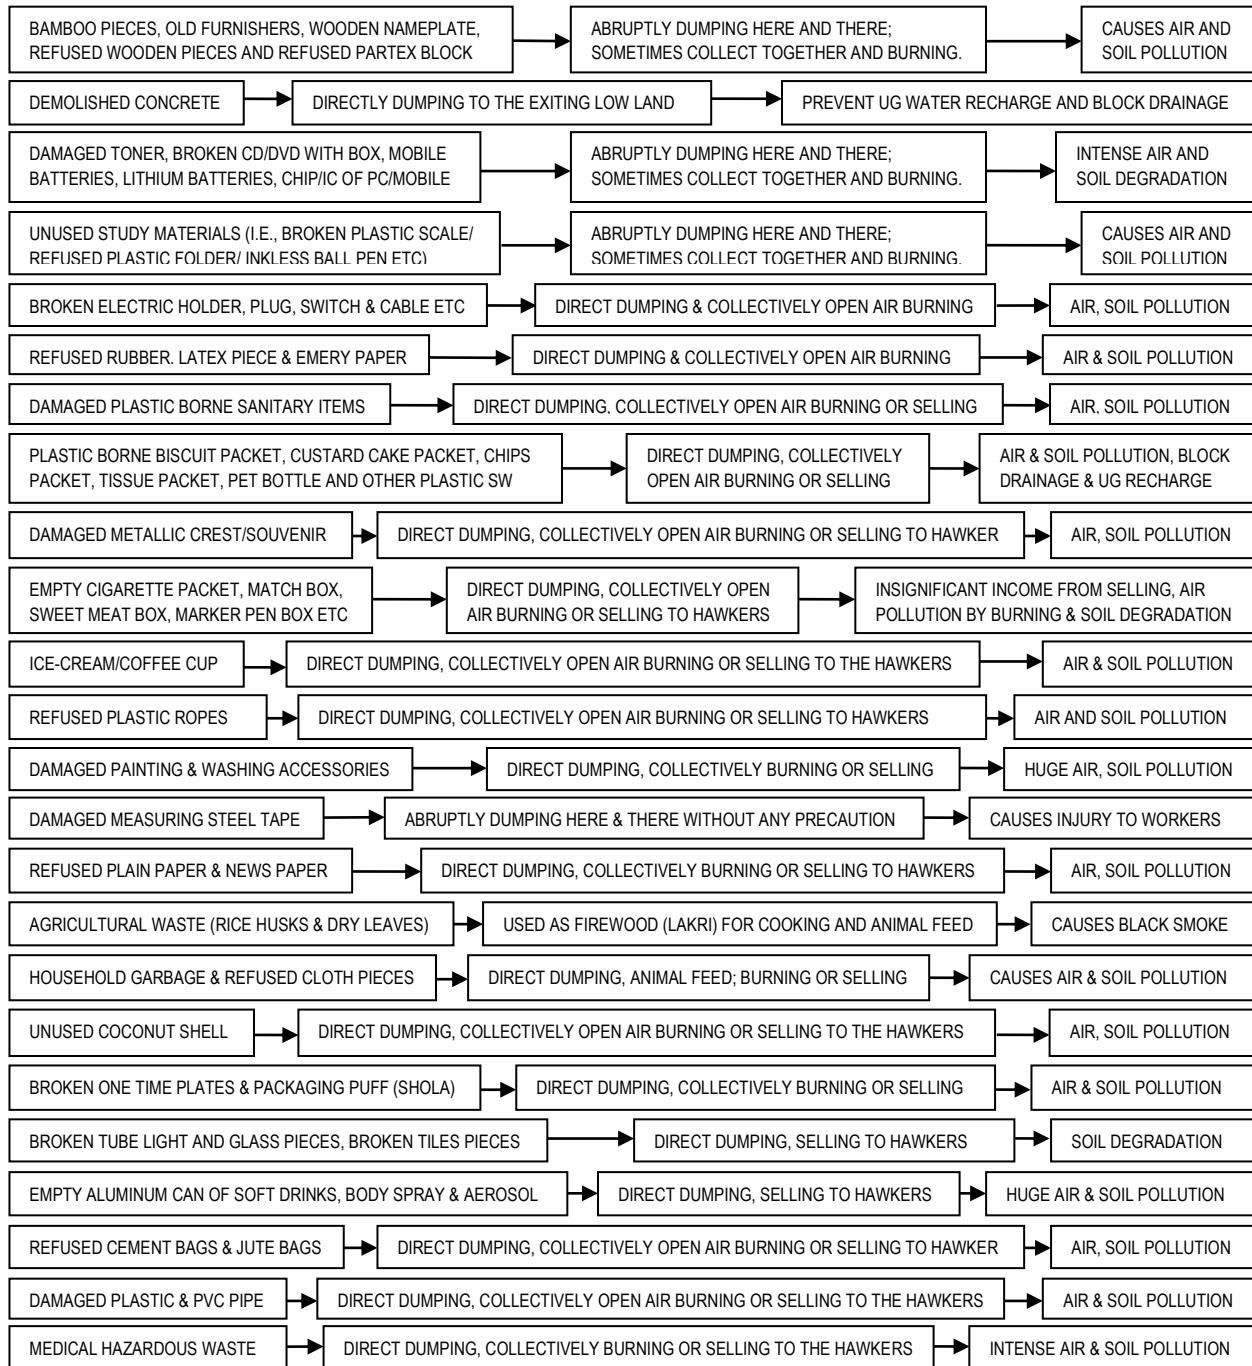 BAMBOO PIECES, OLD FURNISHERS, WOODEN NAMEPLATE,
REFUSED WOODEN PIECES AND REFUSED PARTEX BLOCK
ABRUPTLY DUMPING HERE AND THERE;
SOMETIMES COLLECT TOGETHER AND BURNING.
CAUSES AIR AND
SOIL POLLUTION
DEMOLISHED CONCRETE
DIRECTLY DUMPING TO THE EXITING LOW LAND
PREVENT UG WATER RECHARGE AND BLOCK DRAINAGE
DAMAGED TONER, BROKEN CD/DVD WITH BOX, MOBILE
BATTERIES, LITHIUM BATTERIES, CHIP/IC OF PC/MOBILE
ABRUPTLY DUMPING HERE AND THERE;
SOMETIMES COLLECT TOGETHER AND BURNING.
INTENSE AIR AND
SOIL DEGRADATION
UNUSED STUDY MATERIALS (I.E., BROKEN PLASTIC SCALE/
REFUSED PLASTIC FOLDER/ INKLESS BALL PEN ETC)
ABRUPTLY DUMPING HERE AND THERE;
SOMETIMES COLLECT TOGETHER AND BURNING.
CAUSES AIR AND
SOIL POLLUTION
BROKEN ELECTRIC HOLDER, PLUG, SWITCH & CABLE ETC
DIRECT DUMPING & COLLECTIVELY OPEN AIR BURNING
AIR, SOIL POLLUTION
REFUSED RUBBER. LATEX PIECE & EMERY PAPER
DIRECT DUMPING & COLLECTIVELY OPEN AIR BURNING
AIR & SOIL POLLUTION
DAMAGED PLASTIC BORNE SANITARY ITEMS
DIRECT DUMPING, COLLECTIVELY OPEN AIR BURNING OR SELLING
AIR, SOIL POLLUTION
PLASTIC BORNE BISCUIT PACKET, CUSTARD CAKE PACKET, CHIPS
PACKET, TISSUE PACKET, PET BOTTLE AND OTHER PLASTIC SW
DIRECT DUMPING, COLLECTIVELY
OPEN AIR BURNING OR SELLING
AIR & SOIL POLLUTION, BLOCK
DRAINAGE & UG RECHARGE
DAMAGED METALLIC CREST/SOUVENIR
DIRECT DUMPING, COLLECTIVELY OPEN AIR BURNING OR SELLING TO HAWKER
AIR, SOIL POLLUTION
EMPTY CIGARETTE PACKET, MATCH BOX,
SWEET MEAT BOX, MARKER PEN BOX ETC
DIRECT DUMPING, COLLECTIVELY OPEN
AIR BURNING OR SELLING TO HAWKERS
INSIGNIFICANT INCOME FROM SELLING, AIR
POLLUTION BY BURNING & SOIL DEGRADATION
ICE-CREAM/COFFEE CUP
DIRECT DUMPING, COLLECTIVELY OPEN AIR BURNING OR SELLING TO THE HAWKERS
AIR & SOIL POLLUTION
REFUSED PLASTIC ROPES
DIRECT DUMPING, COLLECTIVELY OPEN AIR BURNING OR SELLING TO HAWKERS
AIR AND SOIL POLLUTION
DAMAGED PAINTING & WASHING ACCESSORIES
DIRECT DUMPING, COLLECTIVELY BURNING OR SELLING
HUGE AIR, SOIL POLLUTION
DAMAGED MEASURING STEEL TAPE
ABRUPTLY DUMPING HERE & THERE WITHOUT ANY PRECAUTION
CAUSES INJURY TO WORKERS
REFUSED PLAIN PAPER & NEWS PAPER
DIRECT DUMPING, COLLECTIVELY BURNING OR SELLING TO HAWKERS
AIR, SOIL POLLUTION
AGRICULTURAL WASTE (RICE HUSKS & DRY LEAVES)
USED AS FIREWOOD (LAKRI) FOR COOKING AND ANIMAL FEED
CAUSES BLACK SMOKE
HOUSEHOLD GARBAGE & REFUSED CLOTH PIECES
DIRECT DUMPING, ANIMAL FEED; BURNING OR SELLING
CAUSES AIR & SOIL POLLUTION
UNUSED COCONUT SHELL
DIRECT DUMPING, COLLECTIVELY OPEN AIR BURNING OR SELLING TO THE HAWKERS
AIR, SOIL POLLUTION
BROKEN ONE TIME PLATES & PACKAGING PUFF (SHOLA)
DIRECT DUMPING, COLLECTIVELY BURNING OR SELLING
AIR & SOIL POLLUTION
BROKEN TUBE LIGHT AND GLASS PIECES, BROKEN TILES PIECES
DIRECT DUMPING, SELLING TO HAWKERS
SOIL DEGRADATION
EMPTY ALUMINUM CAN OF SOFT DRINKS, BODY SPRAY & AEROSOL
DIRECT DUMPING, SELLING TO HAWKERS
HUGE AIR & SOIL POLLUTION
REFUSED CEMENT BAGS & JUTE BAGS
DIRECT DUMPING, COLLECTIVELY OPEN AIR BURNING OR SELLING TO HAWKER
AIR, SOIL POLLUTION
DAMAGED PLASTIC & PVC PIPE
DIRECT DUMPING, COLLECTIVELY OPEN AIR BURNING OR SELLING TO THE HAWKERS
AIR & SOIL POLLUTION
MEDICAL HAZARDOUS WASTE
DIRECT DUMPING, COLLECTIVELY BURNING OR SELLING TO THE HAWKERS
INTENSE AIR & SOIL POLLUTION